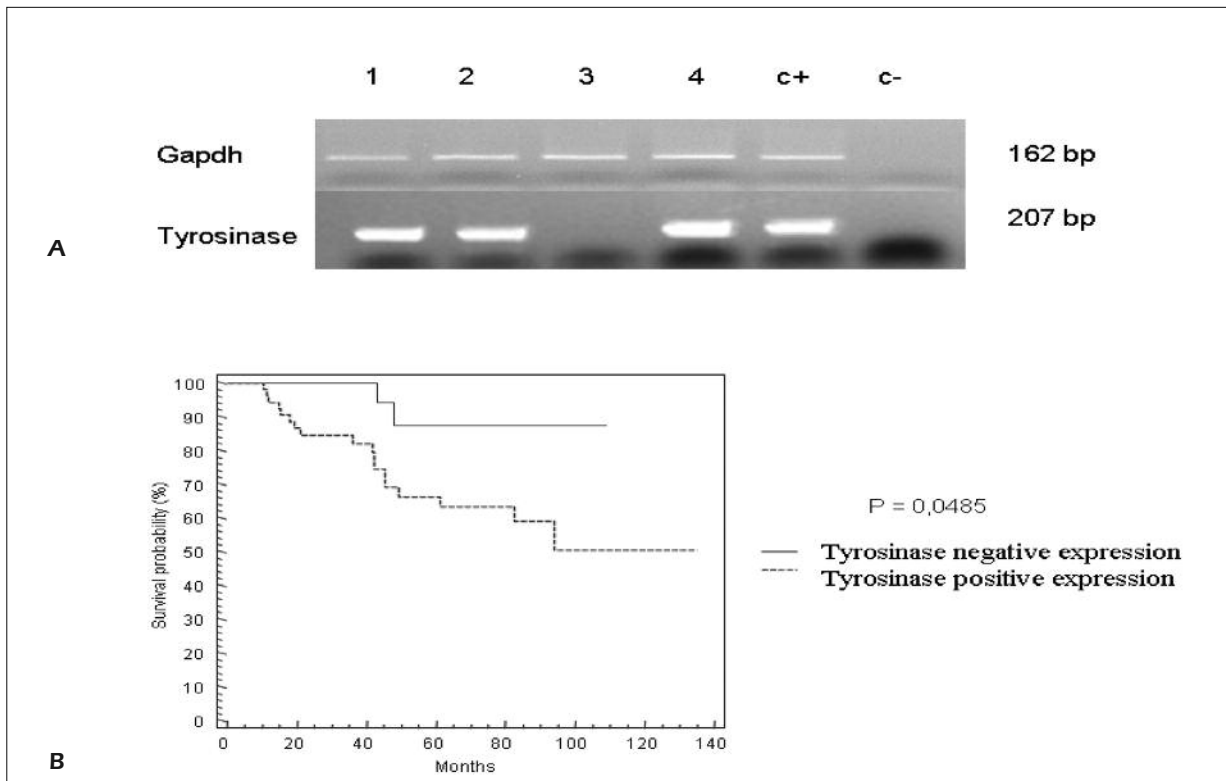 1 2 3 4 c+ c-
Gapdh 162 bp
Tyrosinase 207 bp
A
100
90
80
70
60
50
40
30
20
10
0
Survival probability (%)
0 20 40 60 80 100 120 140
Months
P = 0,0485
Tyrosinase negative expression
Tyrosinase positive expression
B